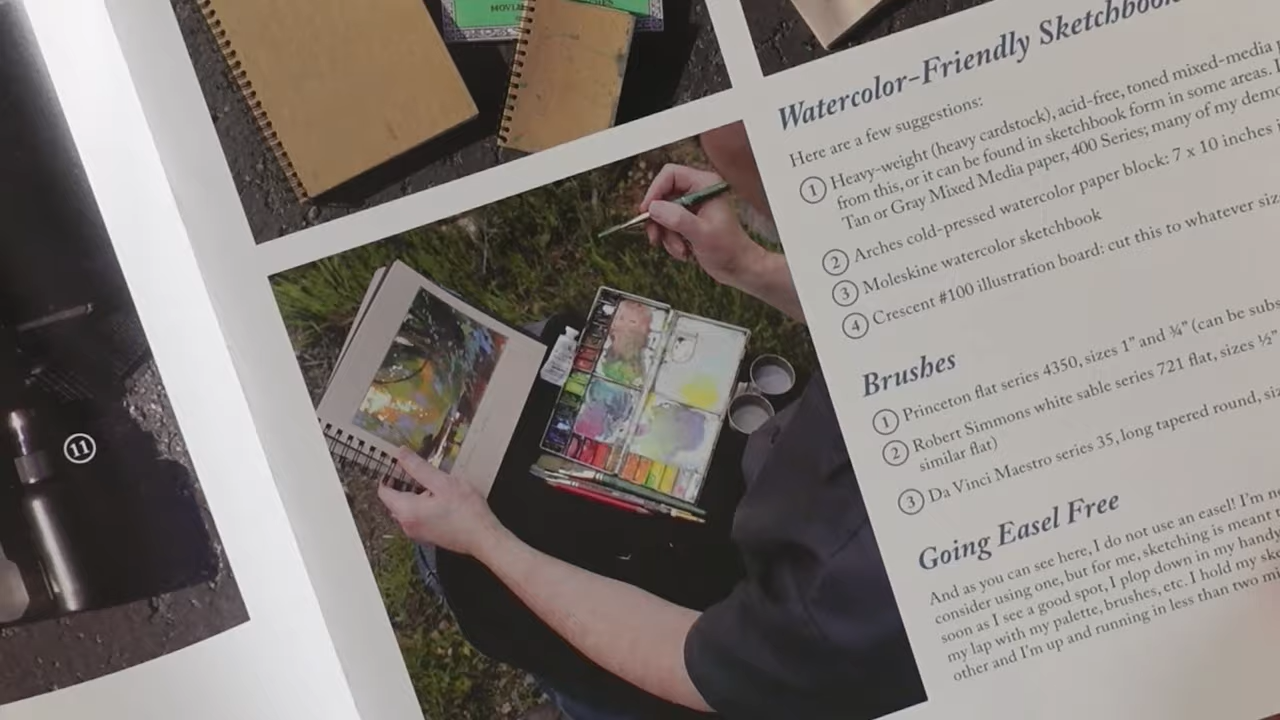 11
Watercolor-Friendly Sketchbook
Here are a few suggestions:
1 Heavy-weight (heavy cardstock), acid-free, toned mixed-media
from this, or it can be found in sketchbook form in some areas.
Tan or Gray Mixed Media paper, 400 Series; many of my demo
2 Arches cold-pressed watercolor paper block: 7 x 10 inches
3 Moleskine watercolor sketchbook
4 Crescent #100 illustration board: cut this to whatever siz
Brushes
1 Princeton flat series 4350, sizes 1" and ¾" (can be subs
2 Robert Simmons white sable series 721 flat, sizes ½"
similar flat)
3 Da Vinci Maestro series 35, long tapered round, siz
Going Easel Free
And as you can see here, I do not use an easel! I'm n
consider using one, but for me, sketching is meant t
soon as I see a good spot, I plop down in my handy
my lap with my palette, brushes, etc. I hold my sk
other and I'm up and running in less than two mi